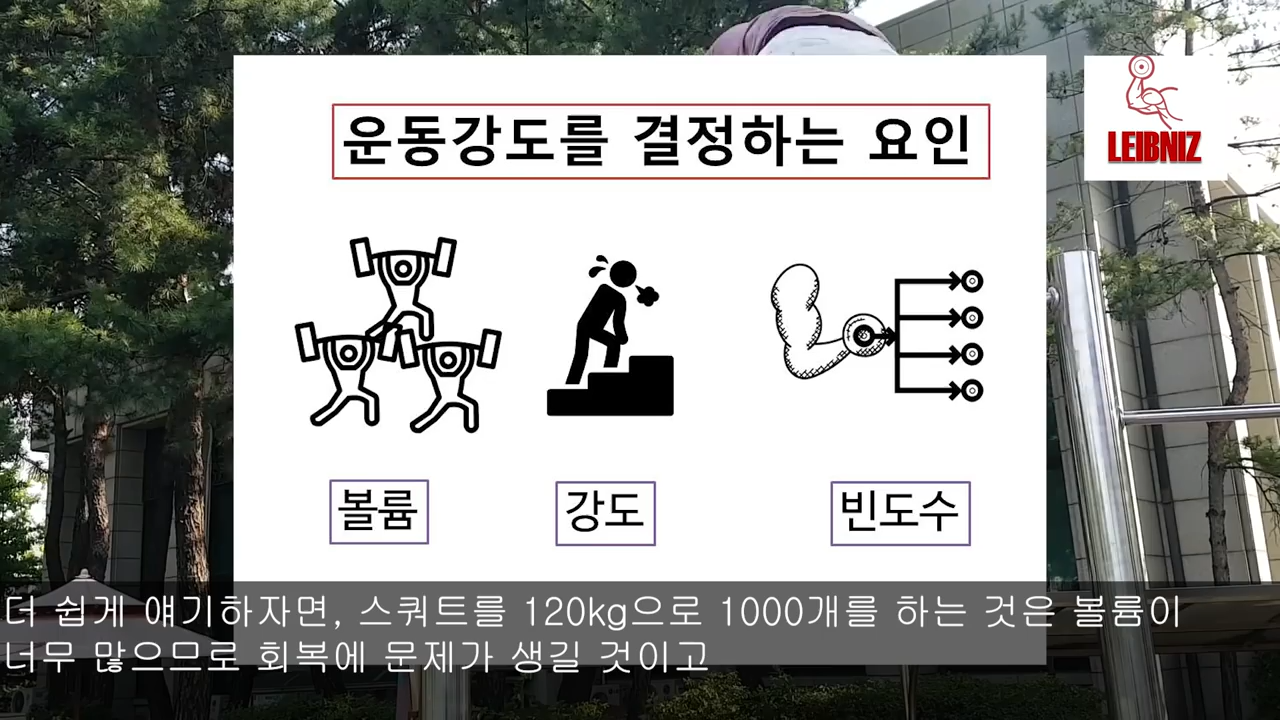 운동강도를 결정하는 요인
LEIBNIZ
볼륨
강도
빈도수
더 쉽게 얘기하자면, 스쿼트를 120kg으로 1000개를 하는 것은 볼륨이
너무 많으므로 회복에 문제가 생길 것이고